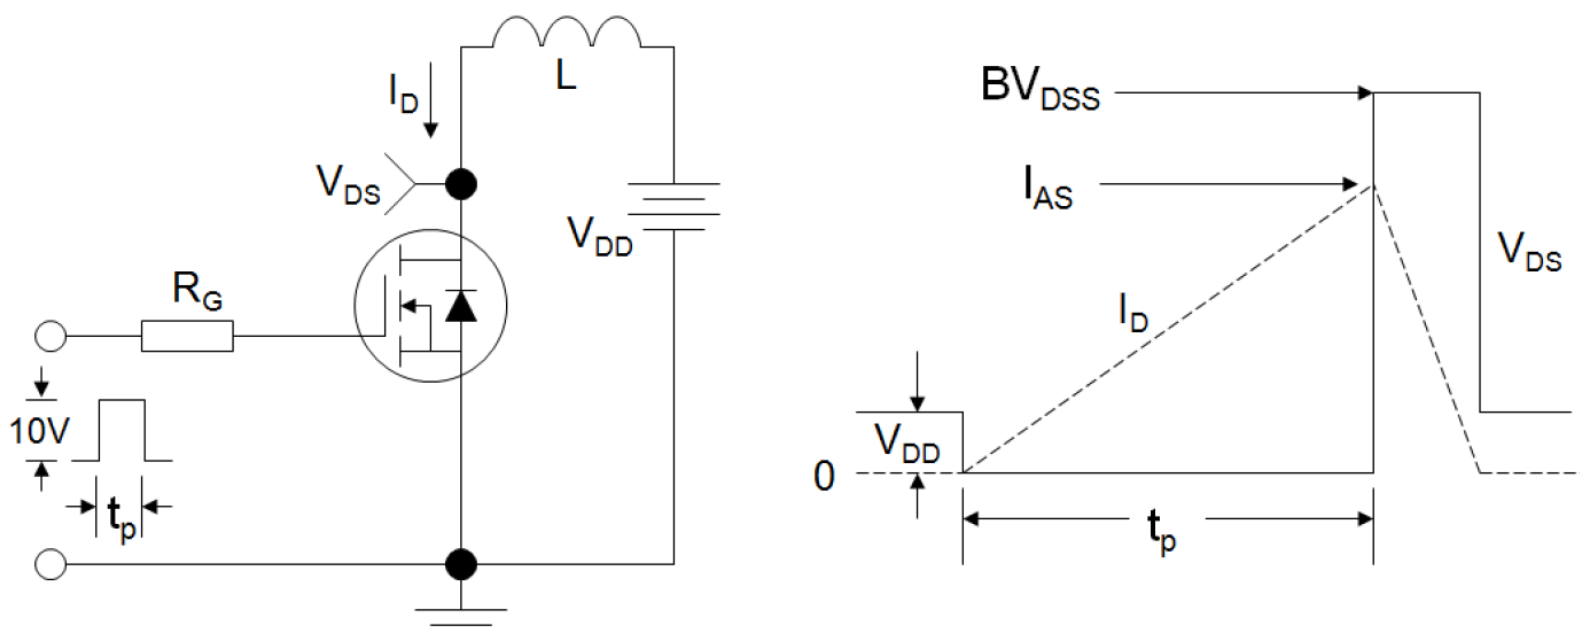 L
I_D
V_DS
V_DD
R_G
10V
t_p
BV_DSS
I_AS
V_DS
I_D
V_DD
0
t_p